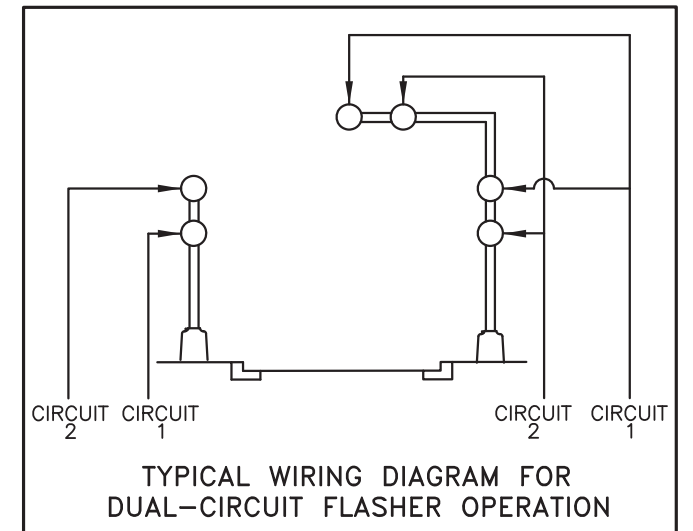 CIRCUIT
2
CIRCUIT
1
CIRCUIT
2
CIRCUIT
1
TYPICAL WIRING DIAGRAM FOR
DUAL-CIRCUIT FLASHER OPERATION